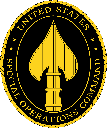 UNITED STATES
SPECIAL OPERATIONS COMMAND